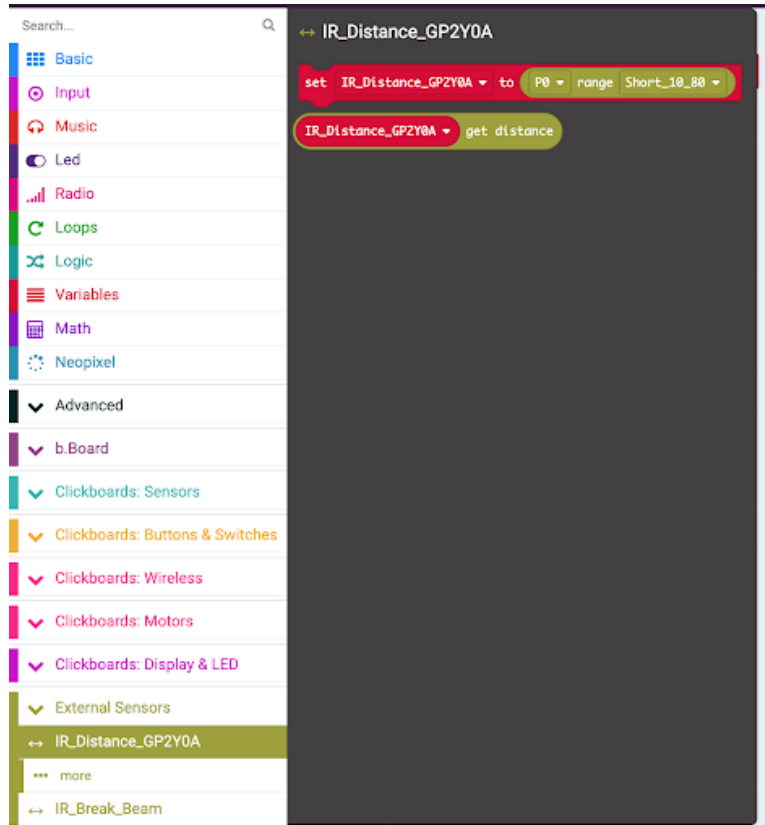 Search...
Basic
Input
Music
Led
Radio
Loops
Logic
Variables
Math
Neopixel
Advanced
b.Board
Clickboards: Sensors
Clickboards: Buttons & Switches
Clickboards: Wireless
Clickboards: Motors
Clickboards: Display & LED
External Sensors
IR_Distance_GP2Y0A
more
IR_Break_Beam
IR_Distance_GP2Y0A
set IR_Distance_GP2Y0A to P0 range Short_10_80
IR_Distance_GP2Y0A get distance